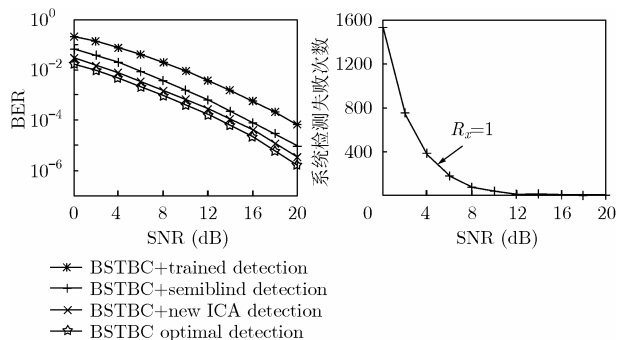 10^0
10^-2
10^-4
10^-6
BER
0 4 8 12 16 20
SNR (dB)
BSTBC+trained detection
BSTBC+semiblind detection
BSTBC+new ICA detection
BSTBC optimal detection
1600
1200
800
400
0
系统检测失败次数
R_x=1
4 8 12 16 20
SNR (dB)